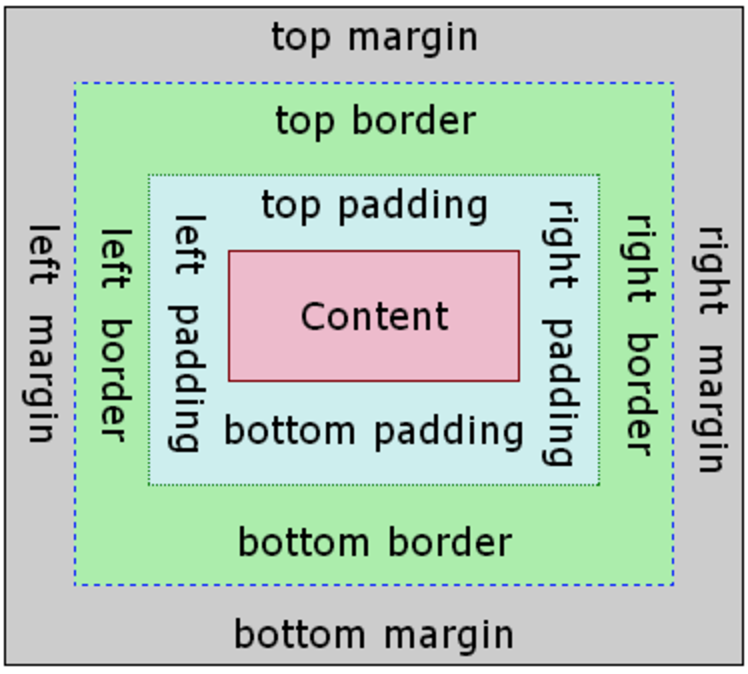 top margin
top border
top padding
left margin
left border
left padding
Content
right padding
right border
right margin
bottom padding
bottom border
bottom margin